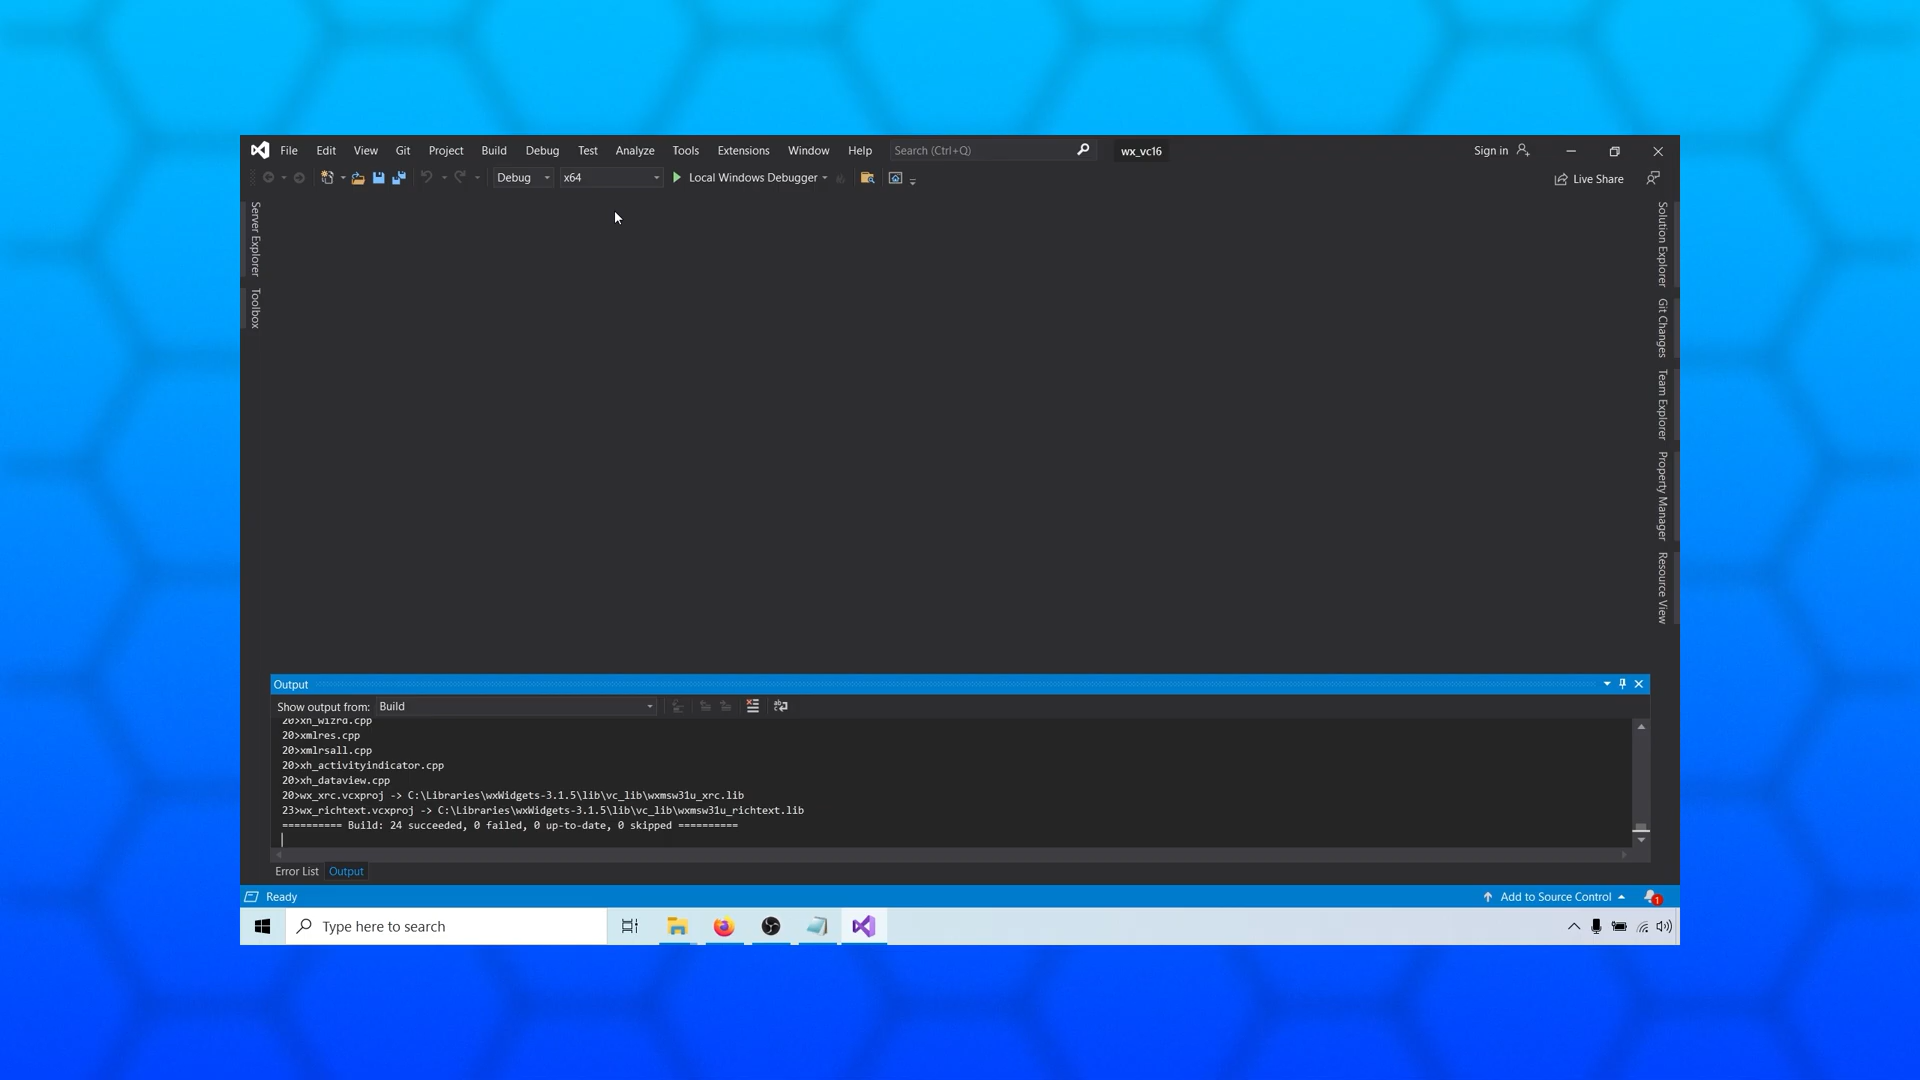 File Edit View Git Project Build Debug Test Analyze Tools Extensions Window Help Search (Ctrl+Q) wx_vc16 Sign in
Debug x64 Local Windows Debugger Live Share
Server Explorer
Toolbox
Solution Explorer
Git Changes
Team Explorer
Property Manager
Resource View
Output
Show output from: Build
20>xh_wizrd.cpp
20>xmlres.cpp
20>xmlrsall.cpp
20>xh_activityindicator.cpp
20>xh_dataview.cpp
20>wx_xrc.vcxproj -> C:\Libraries\wxWidgets-3.1.5\lib\vc_lib\wxmsw31u_xrc.lib
23>wx_richtext.vcxproj -> C:\Libraries\wxWidgets-3.1.5\lib\vc_lib\wxmsw31u_richtext.lib
========== Build: 24 succeeded, 0 failed, 0 up-to-date, 0 skipped ==========
Error List Output
Ready Add to Source Control 1
Type here to search